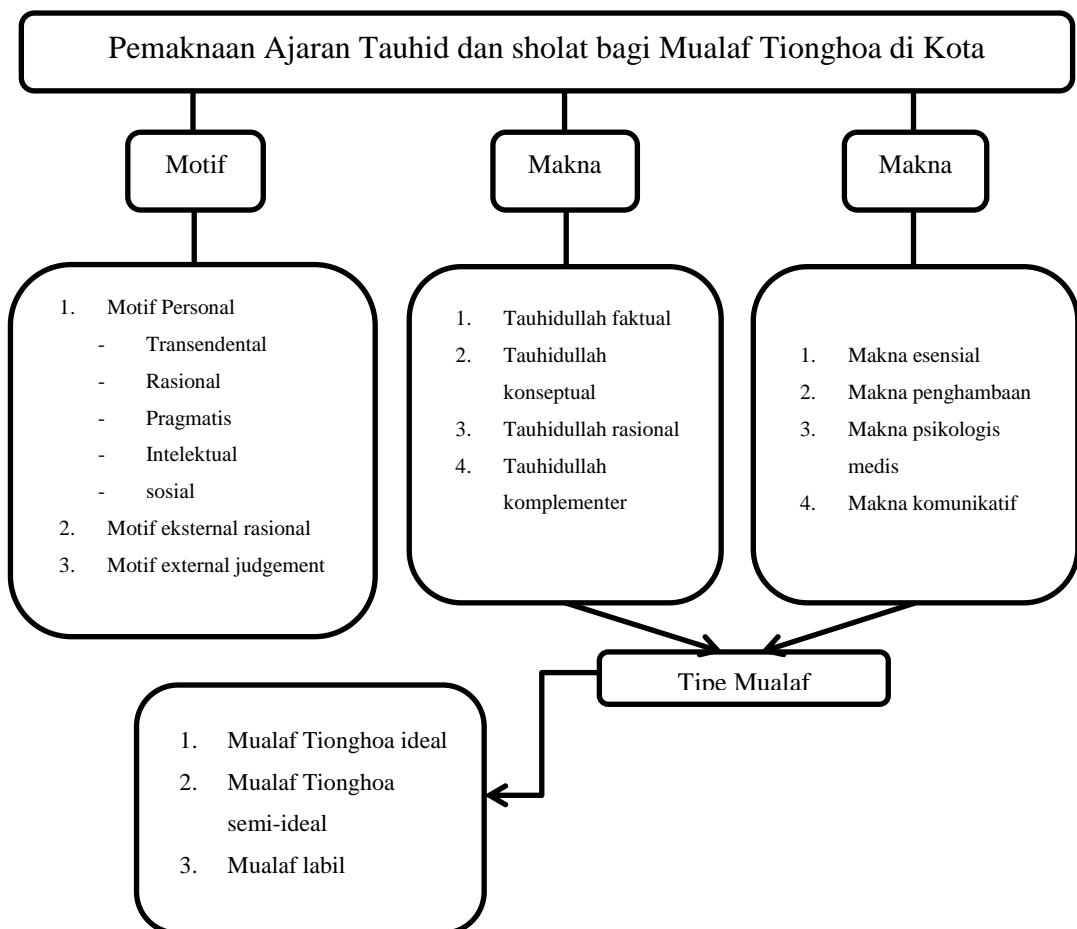 Pemaknaan Ajaran Tauhid dan sholat bagi Mualaf Tionghoa di Kota
Motif
Makna
Makna
1. Motif Personal
- Transendental
- Rasional
- Pragmatis
- Intelektual
- sosial
2. Motif eksternal rasional
3. Motif external judgement
1. Tauhidullah faktual
2. Tauhidullah
konseptual
3. Tauhidullah rasional
4. Tauhidullah
komplementer
1. Makna esensial
2. Makna penghambaan
3. Makna psikologis
medis
4. Makna komunikatif
Tipe Mualaf
1. Mualaf Tionghoa ideal
2. Mualaf Tionghoa
semi-ideal
3. Mualaf labil